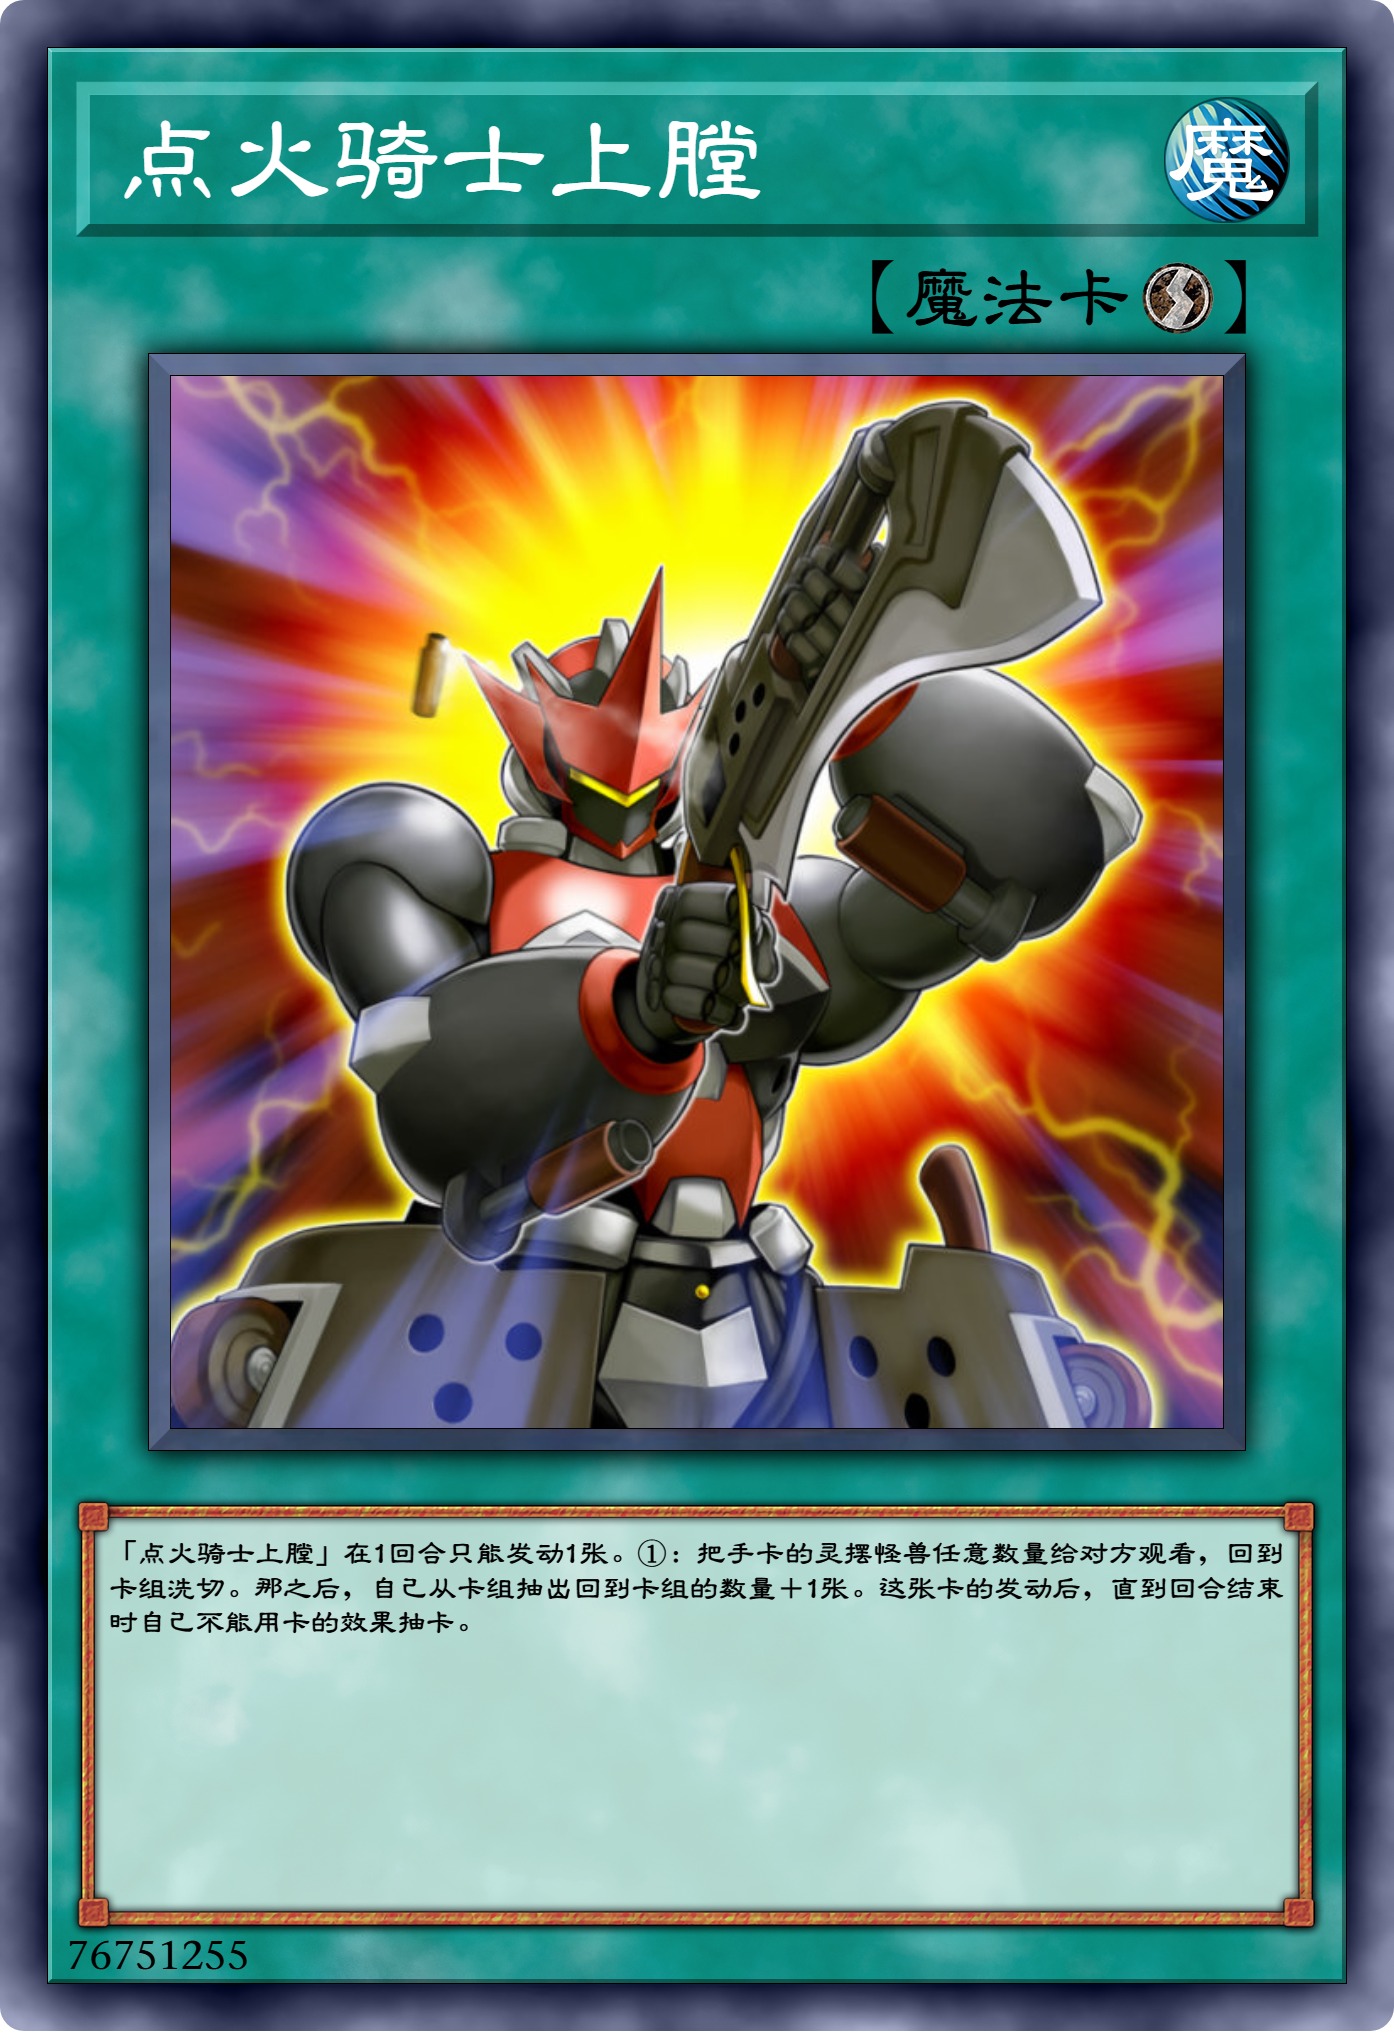 点火骑士上膛
魔
【魔法卡】
「点火骑士上膛」在1回合只能发动1张。①：把手卡的灵摆怪兽任意数量给对方观看，回到
卡组洗切。那之后，自己从卡组抽出回到卡组的数量＋1张。这张卡的发动后，直到回合结束
时自己不能用卡的效果抽卡。
76751255